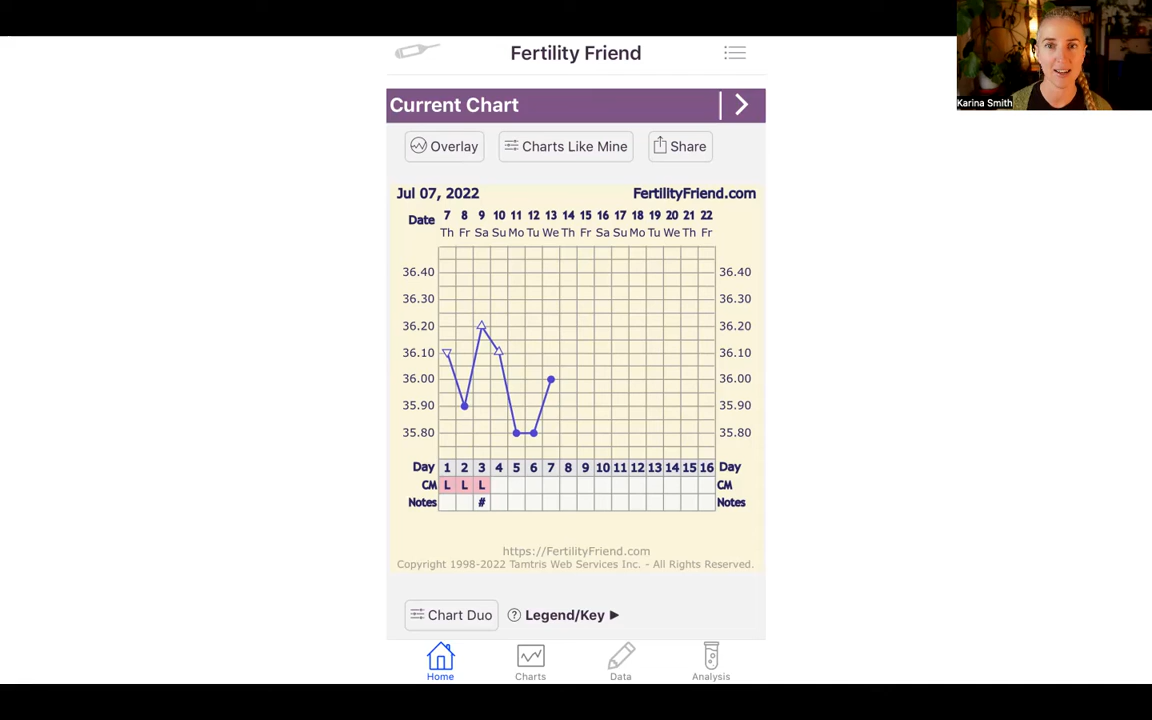 Fertility Friend
Karina Smith
Current Chart
Overlay Charts Like Mine Share
Jul 07, 2022 FertilityFriend.com
Date 7 8 9 10 11 12 13 14 15 16 17 18 19 20 21 22
Th Fr Sa Su Mo Tu We Th Fr Sa Su Mo Tu We Th Fr
36.40 36.40
36.30 36.30
36.20 36.20
36.10 36.10
36.00 36.00
35.90 35.90
35.80 35.80
Day 1 2 3 4 5 6 7 8 9 10 11 12 13 14 15 16 Day
CM L L L CM
Notes # Notes
https://FertilityFriend.com
Copyright 1998-2022 Tamtris Web Services Inc. - All Rights Reserved.
Chart Duo ? Legend/Key ▶
Home Charts Data Analysis